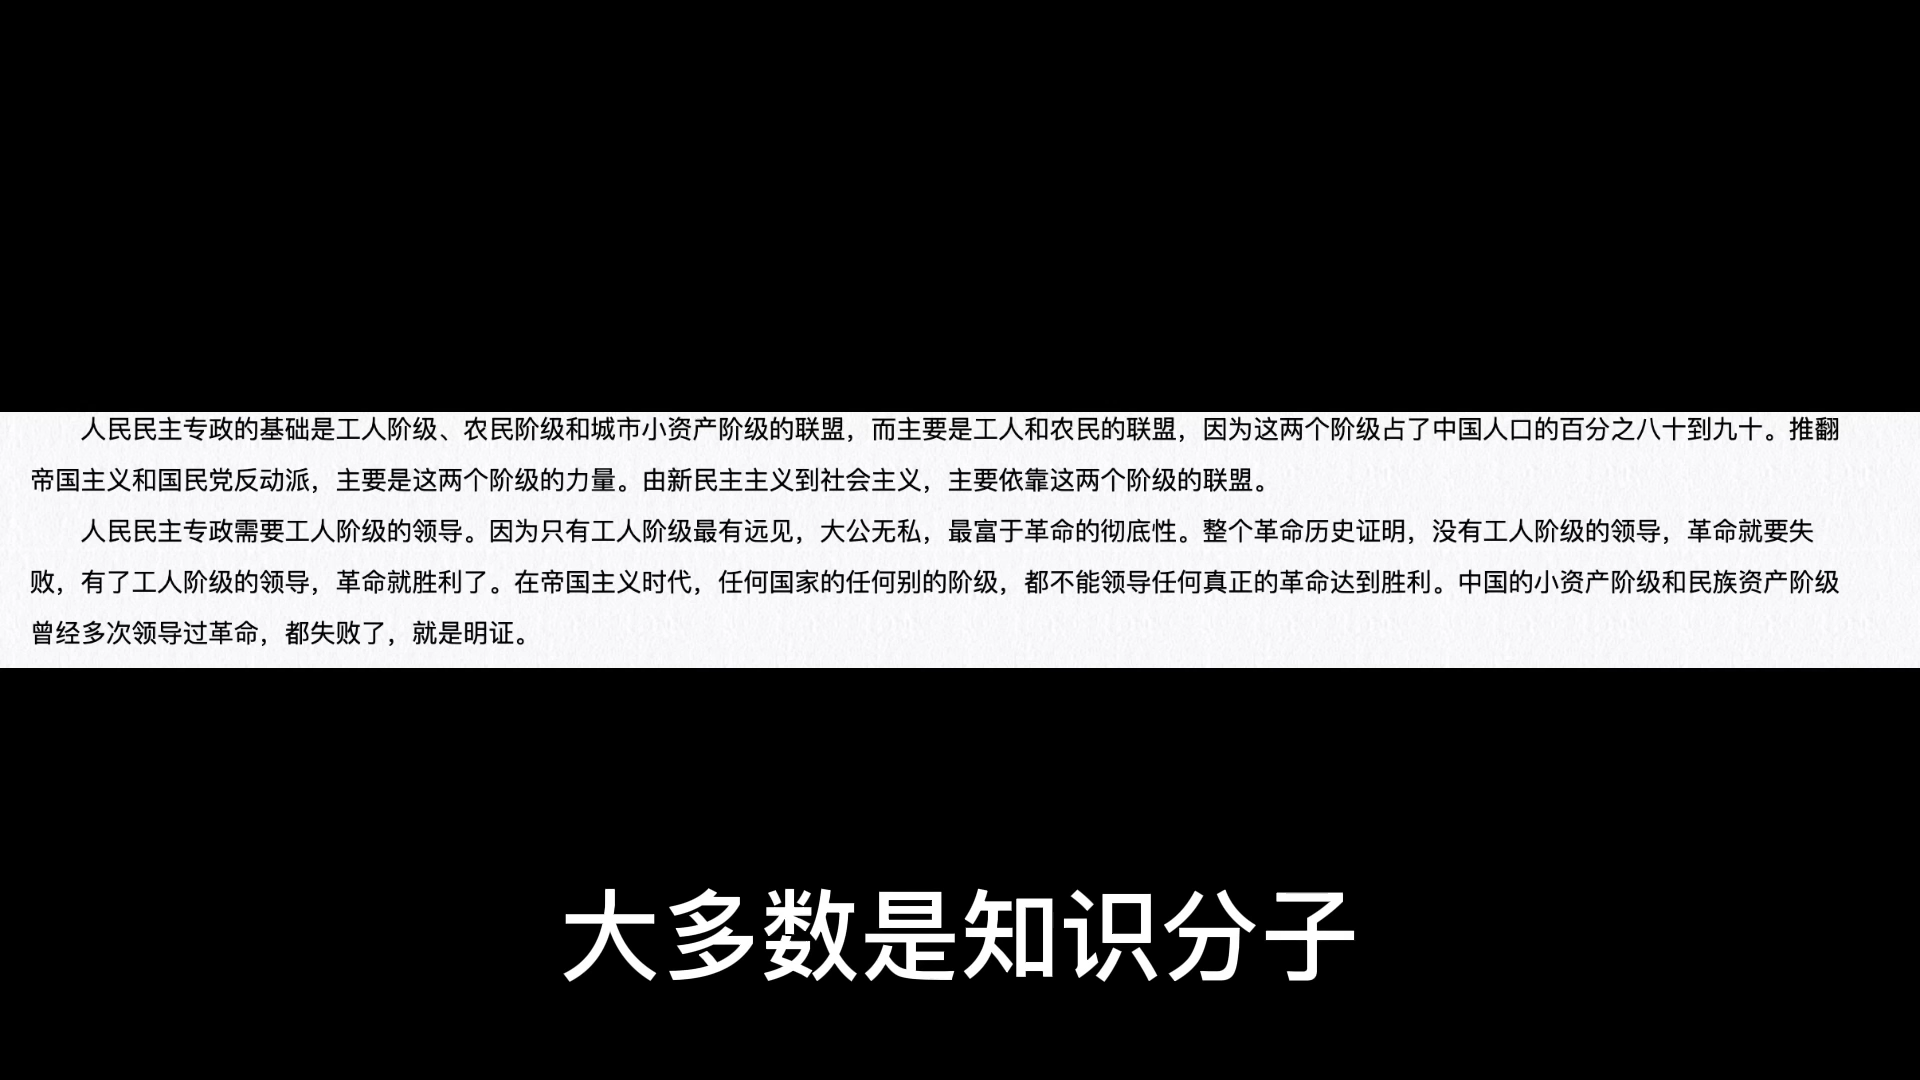 人民民主专政的基础是工人阶级、农民阶级和城市小资产阶级的联盟，而主要是工人和农民的联盟，因为这两个阶级占了中国人口的百分之八十到九十。推翻
帝国主义和国民党反动派，主要是这两个阶级的力量。由新民主主义到社会主义，主要依靠这两个阶级的联盟。
人民民主专政需要工人阶级的领导。因为只有工人阶级最有远见，大公无私，最富于革命的彻底性。整个革命历史证明，没有工人阶级的领导，革命就要失
败，有了工人阶级的领导，革命就胜利了。在帝国主义时代，任何国家的任何别的阶级，都不能领导任何真正的革命达到胜利。中国的小资产阶级和民族资产阶级
曾经多次领导过革命，都失败了，就是明证。
大多数是知识分子